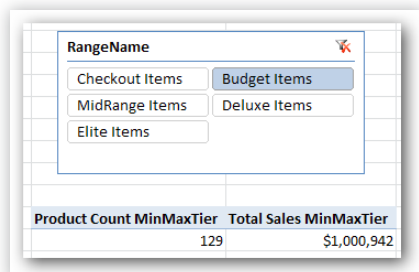 RangeName
Checkout Items Budget Items
MidRange Items Deluxe Items
Elite Items
Product Count MinMaxTier Total Sales MinMaxTier
129 $1,000,942